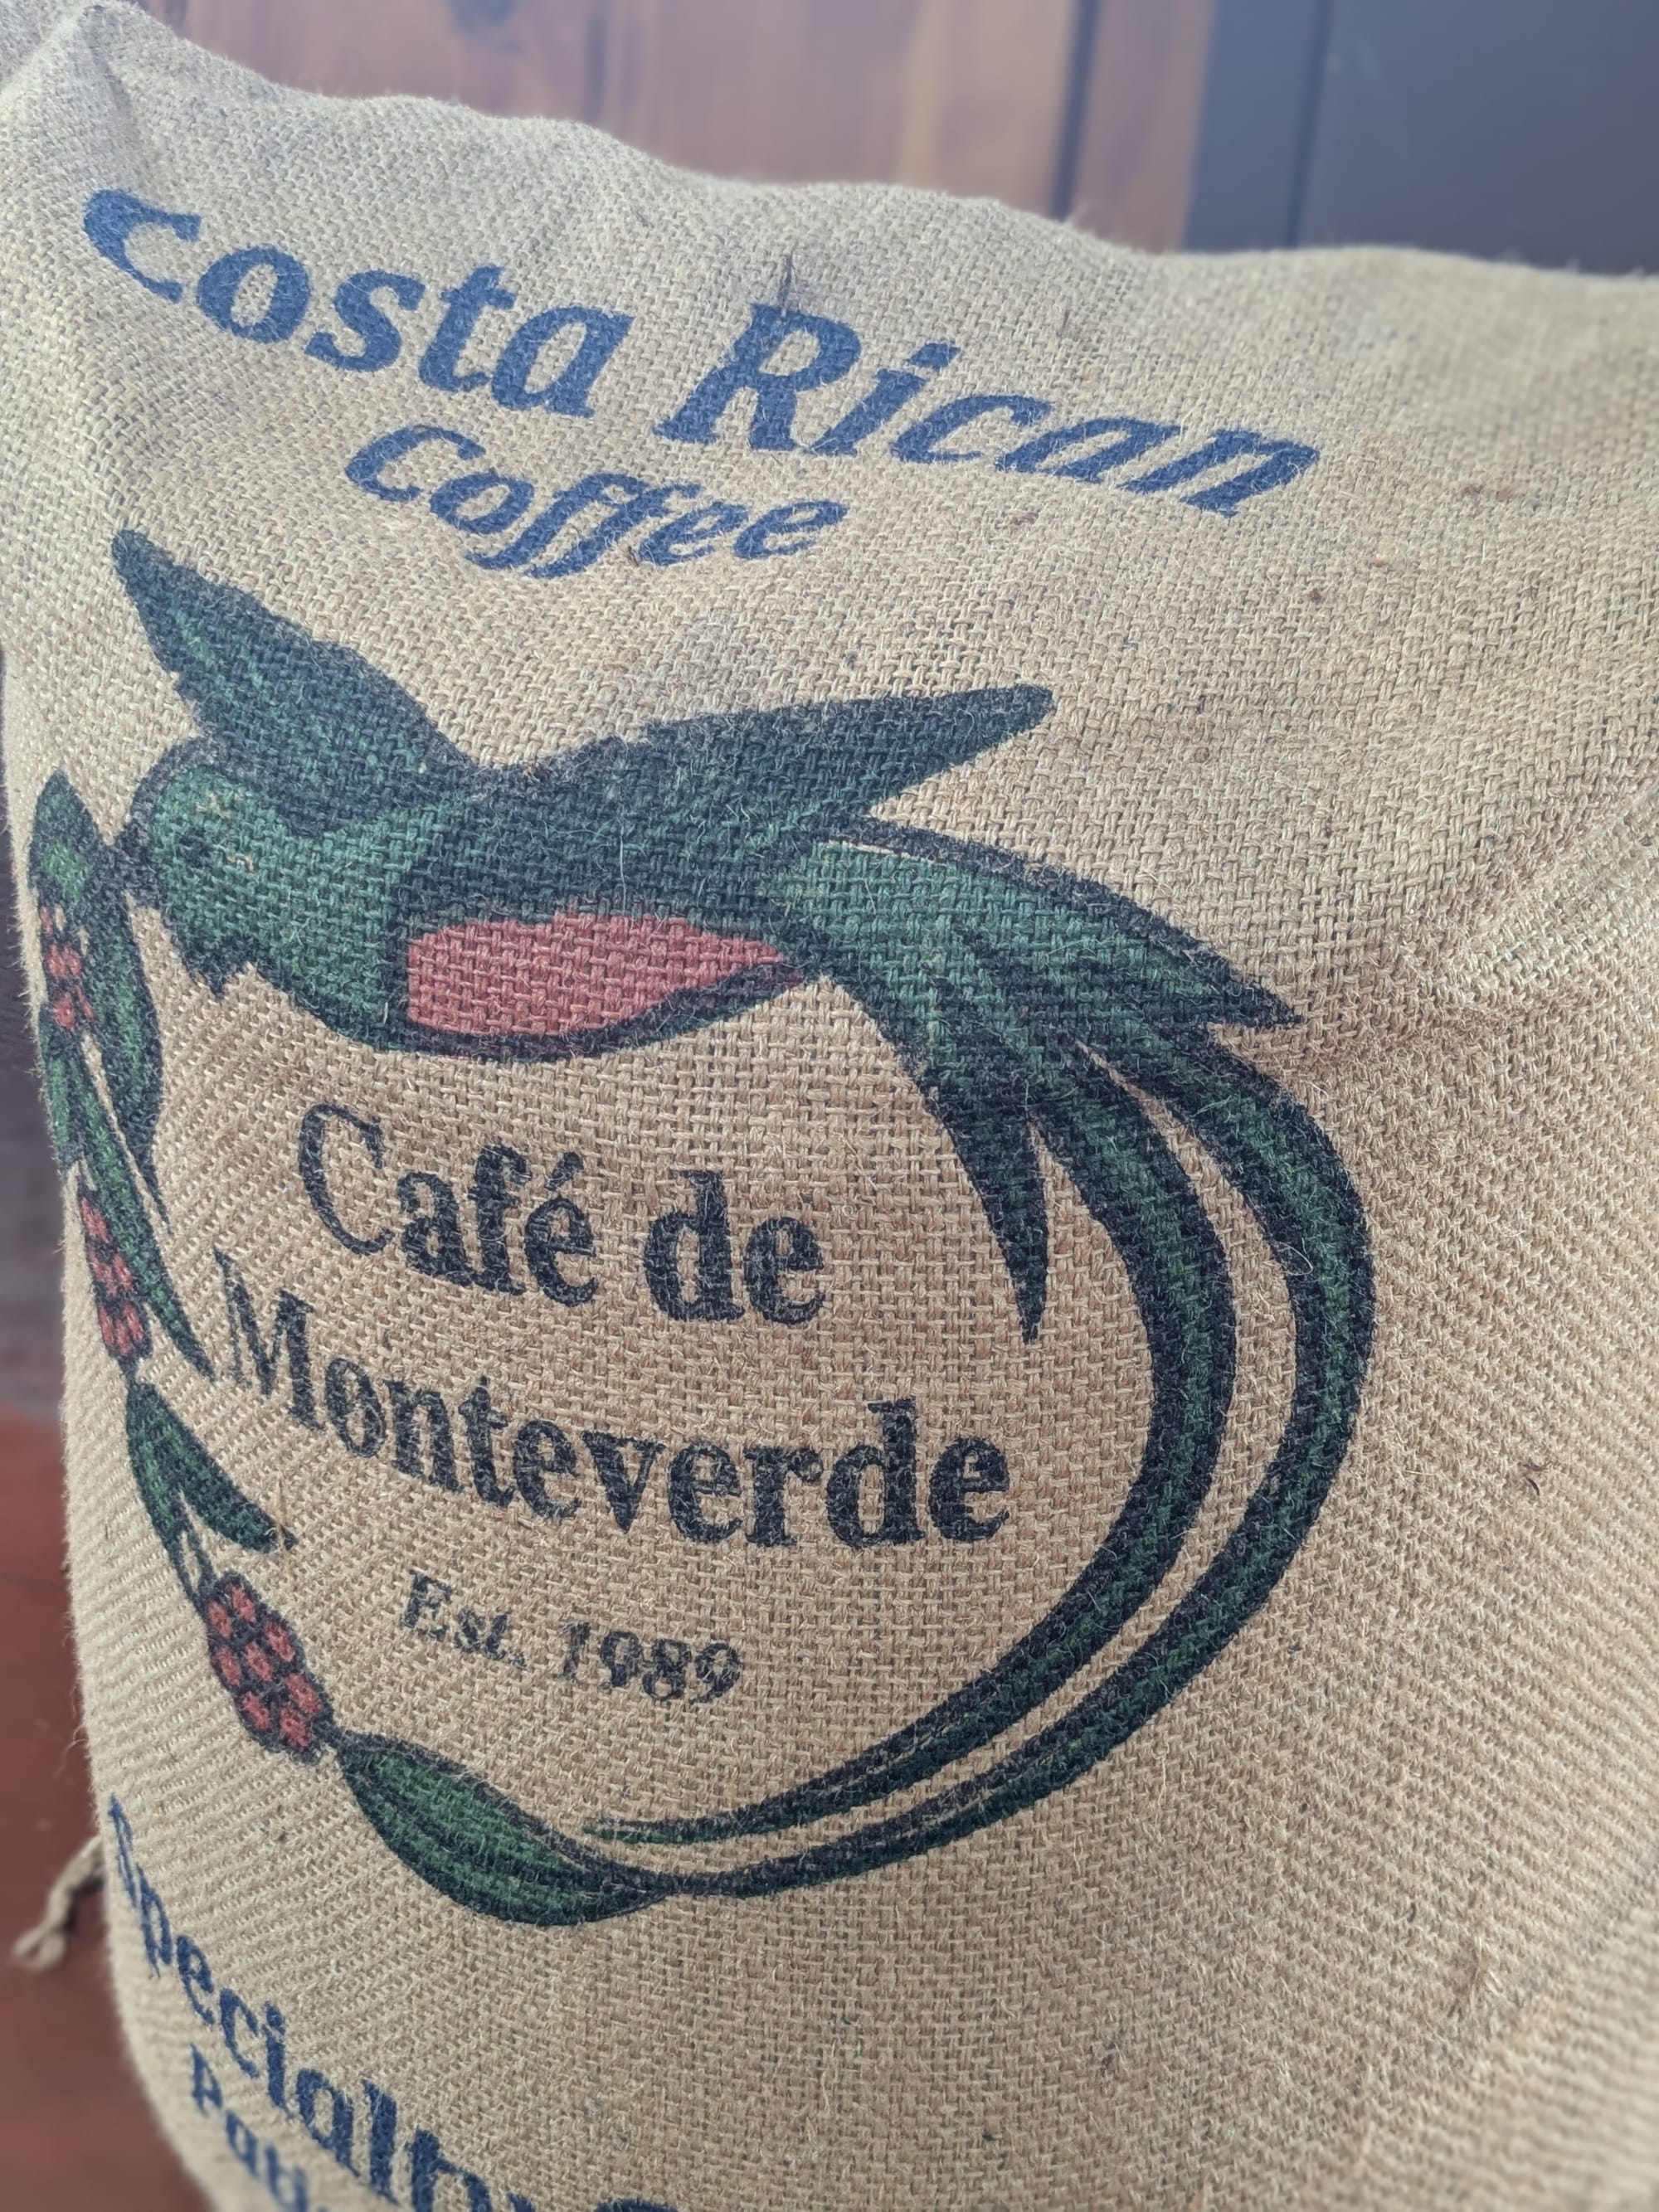 Costa Rican
Coffee
Café de
Monteverde
Est. 1989